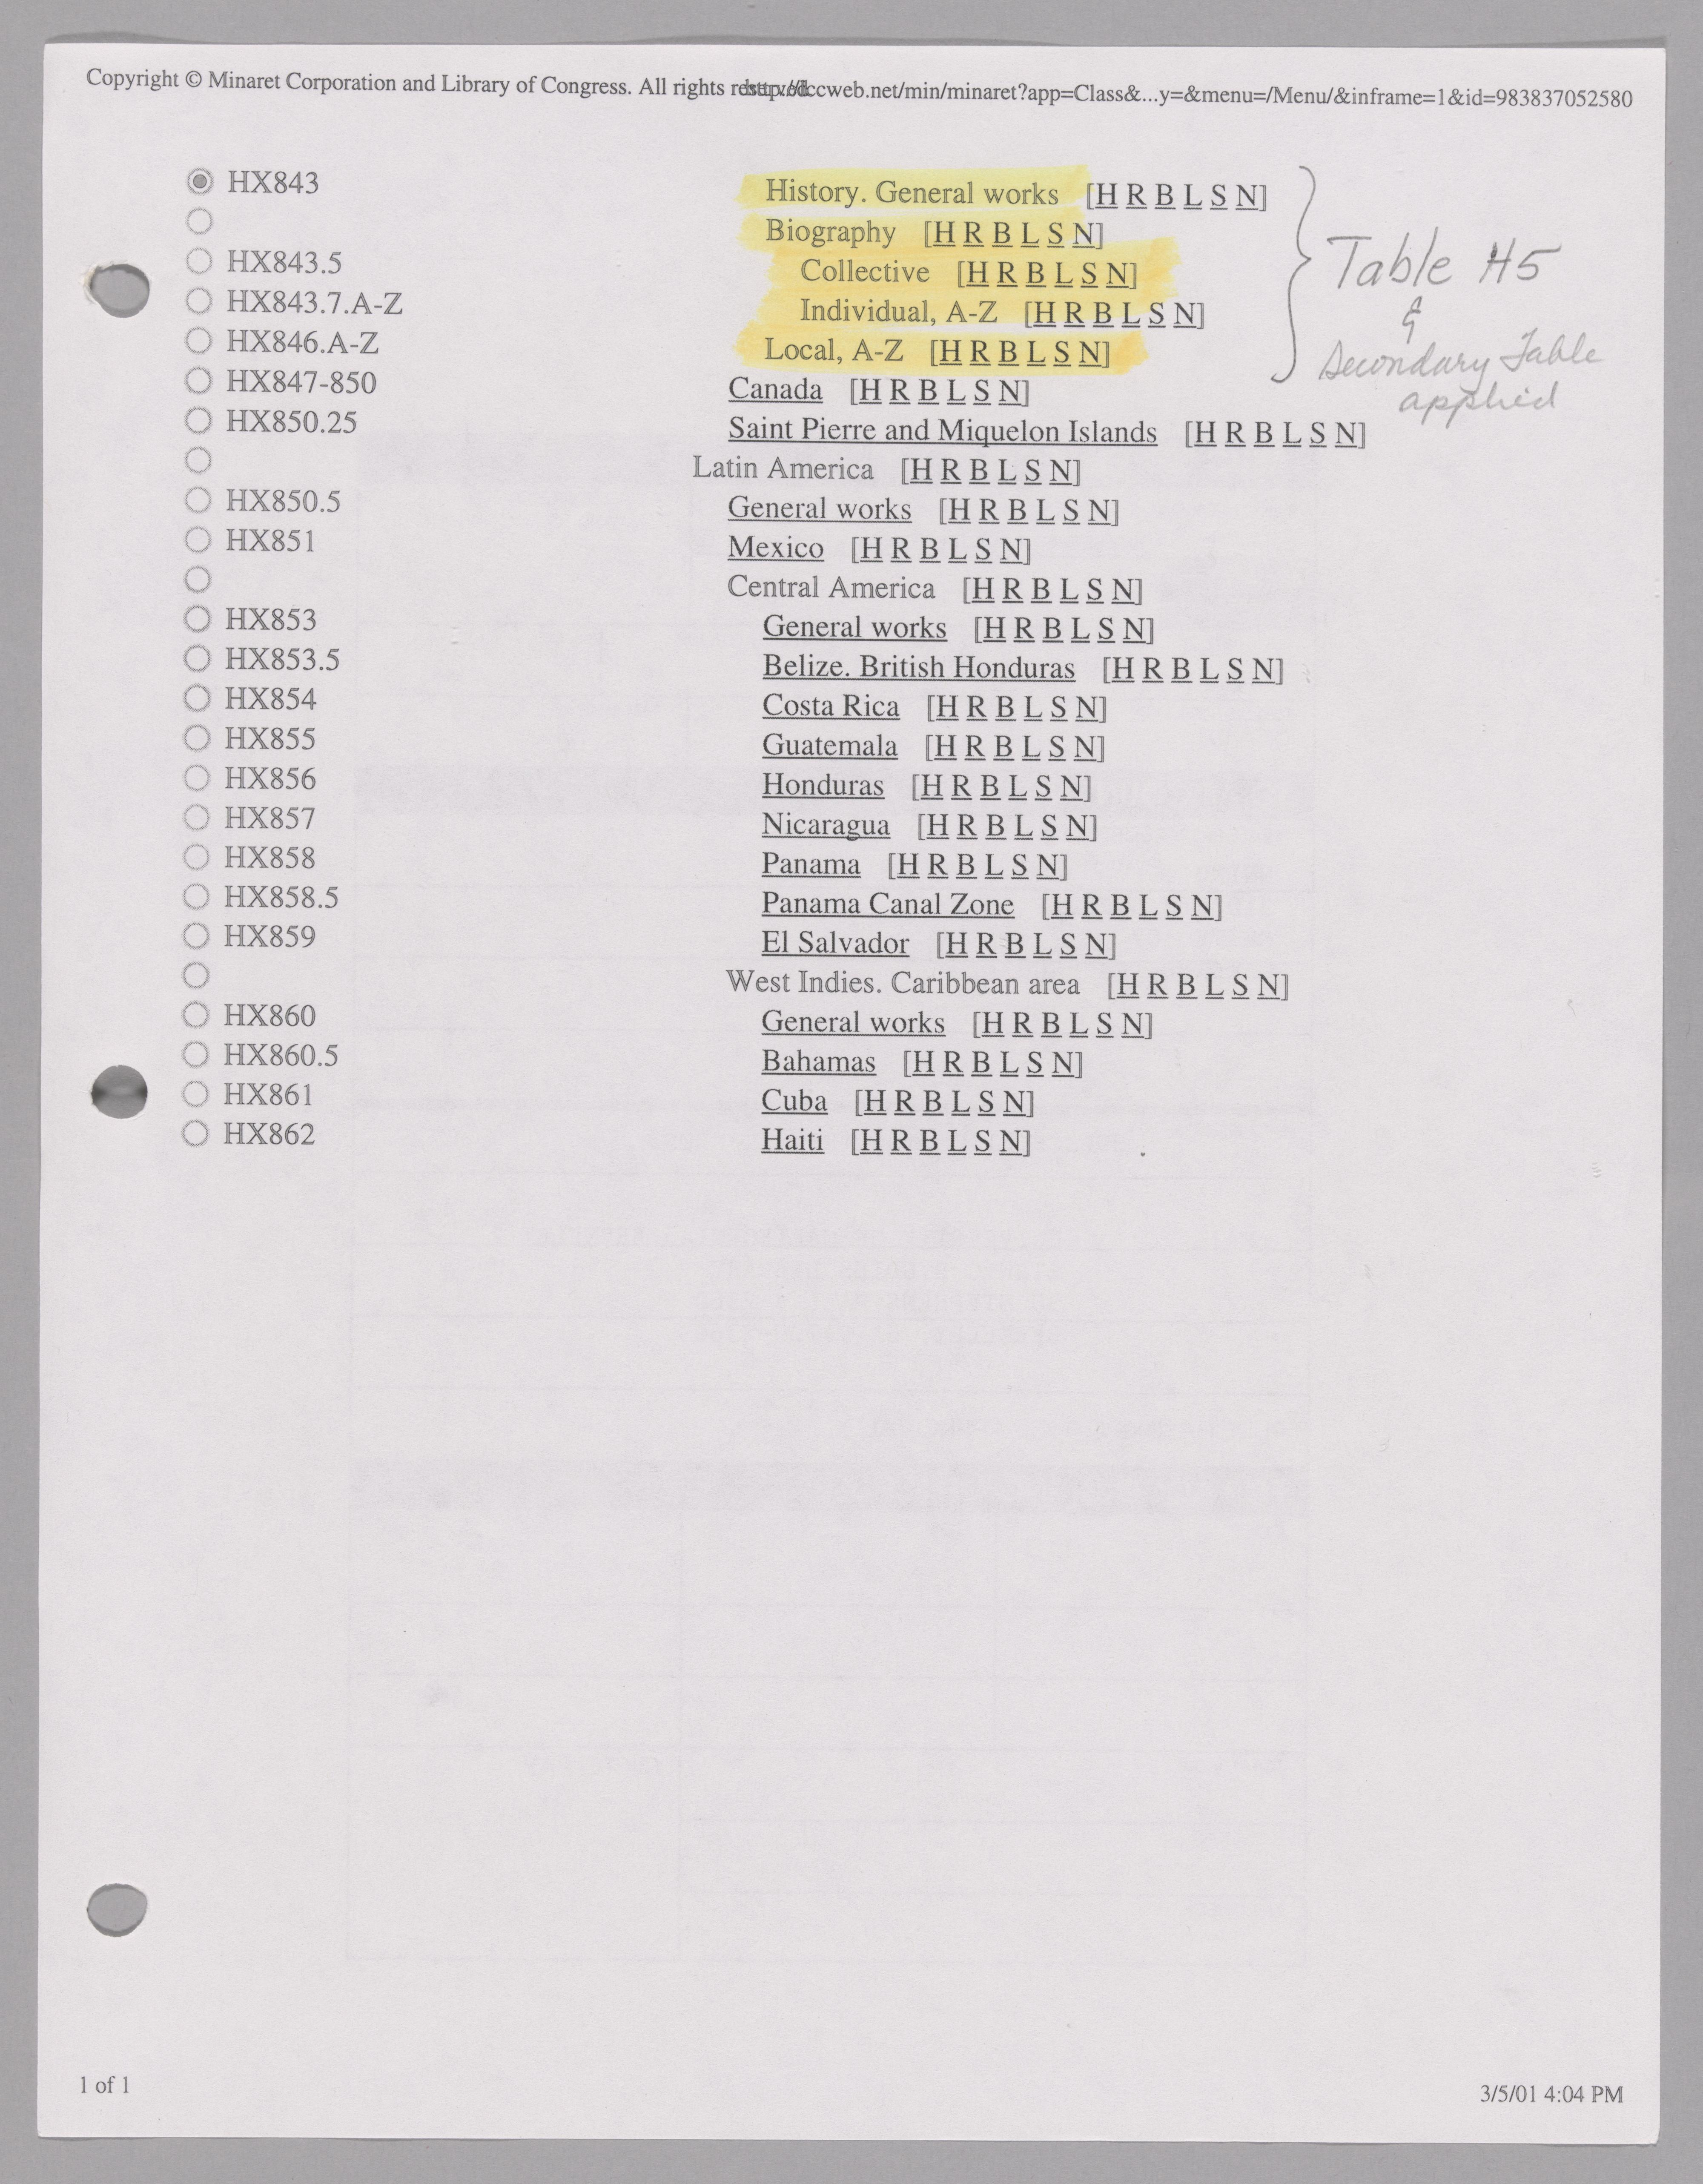 Copyright © Minaret Corporation and Library of Congress. All rights reserved. http://lccweb.net/min/minaret?app=Class&...y=&menu=/Menu/&inframe=1&id=983837052580
HX843 History. General works [H R B L S N]
Biography [H R B L S N]
HX843.5 Collective [H R B L S N]
HX843.7.A-Z Individual, A-Z [H R B L S N]
HX846.A-Z Local, A-Z [H R B L S N]
Table H5
&
Secondary Table
applied
HX847-850 Canada [H R B L S N]
HX850.25 Saint Pierre and Miquelon Islands [H R B L S N]
Latin America [H R B L S N]
HX850.5 General works [H R B L S N]
HX851 Mexico [H R B L S N]
Central America [H R B L S N]
HX853 General works [H R B L S N]
HX853.5 Belize. British Honduras [H R B L S N]
HX854 Costa Rica [H R B L S N]
HX855 Guatemala [H R B L S N]
HX856 Honduras [H R B L S N]
HX857 Nicaragua [H R B L S N]
HX858 Panama [H R B L S N]
HX858.5 Panama Canal Zone [H R B L S N]
HX859 El Salvador [H R B L S N]
West Indies. Caribbean area [H R B L S N]
HX860 General works [H R B L S N]
HX860.5 Bahamas [H R B L S N]
HX861 Cuba [H R B L S N]
HX862 Haiti [H R B L S N]
1 of 1
3/5/01 4:04 PM